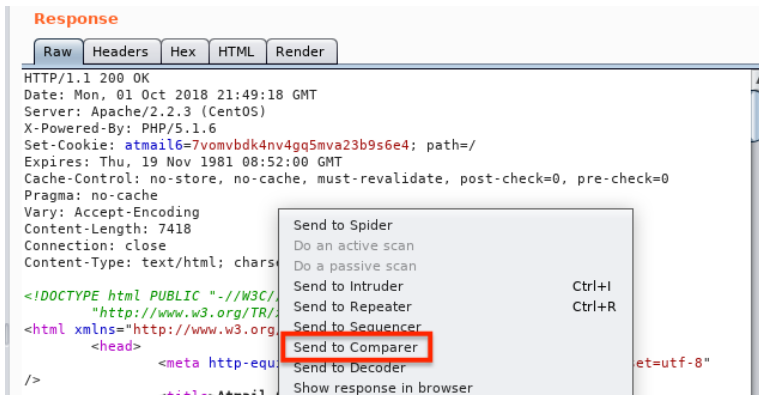 Response
Raw Headers Hex HTML Render
HTTP/1.1 200 OK
Date: Mon, 01 Oct 2018 21:49:18 GMT
Server: Apache/2.2.3 (CentOS)
X-Powered-By: PHP/5.1.6
Set-Cookie: atmail6=7vomvbdk4nv4gq5mva23b9s6e4; path=/
Expires: Thu, 19 Nov 1981 08:52:00 GMT
Cache-Control: no-store, no-cache, must-revalidate, post-check=0, pre-check=0
Pragma: no-cache
Vary: Accept-Encoding
Content-Length: 7418
Connection: close
Content-Type: text/html; chars
<!DOCTYPE html PUBLIC "-//W3C/
"http://www.w3.org/TR/
<html xmlns="http://www.w3.org
<head>
<meta http-equi et=utf-8"
/>
Send to Spider
Do an active scan
Do a passive scan
Send to Intruder Ctrl+I
Send to Repeater Ctrl+R
Send to Sequencer
Send to Comparer
Send to Decoder
Show response in browser